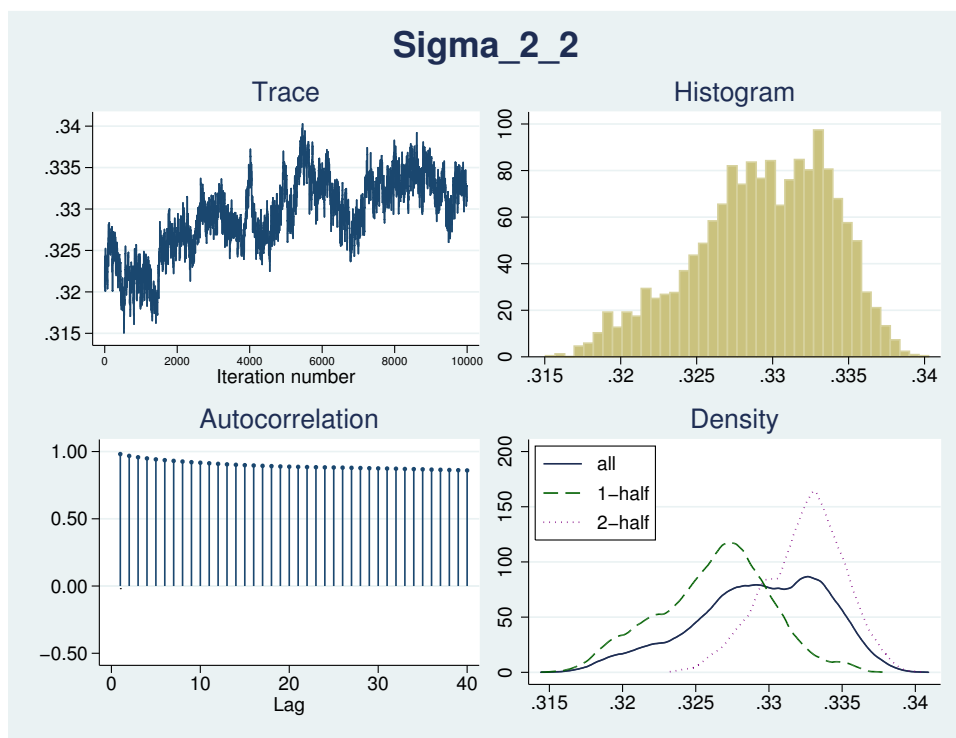 Sigma_2_2
Trace
.34
.335
.33
.325
.32
.315
0 2000 4000 6000 8000 10000
Iteration number
Histogram
100
80
60
40
20
0
.315 .32 .325 .33 .335 .34
Autocorrelation
1.00
0.50
0.00
−0.50
0 10 20 30 40
Lag
Density
200
150
100
50
0
all
1−half
2−half
.315 .32 .325 .33 .335 .34